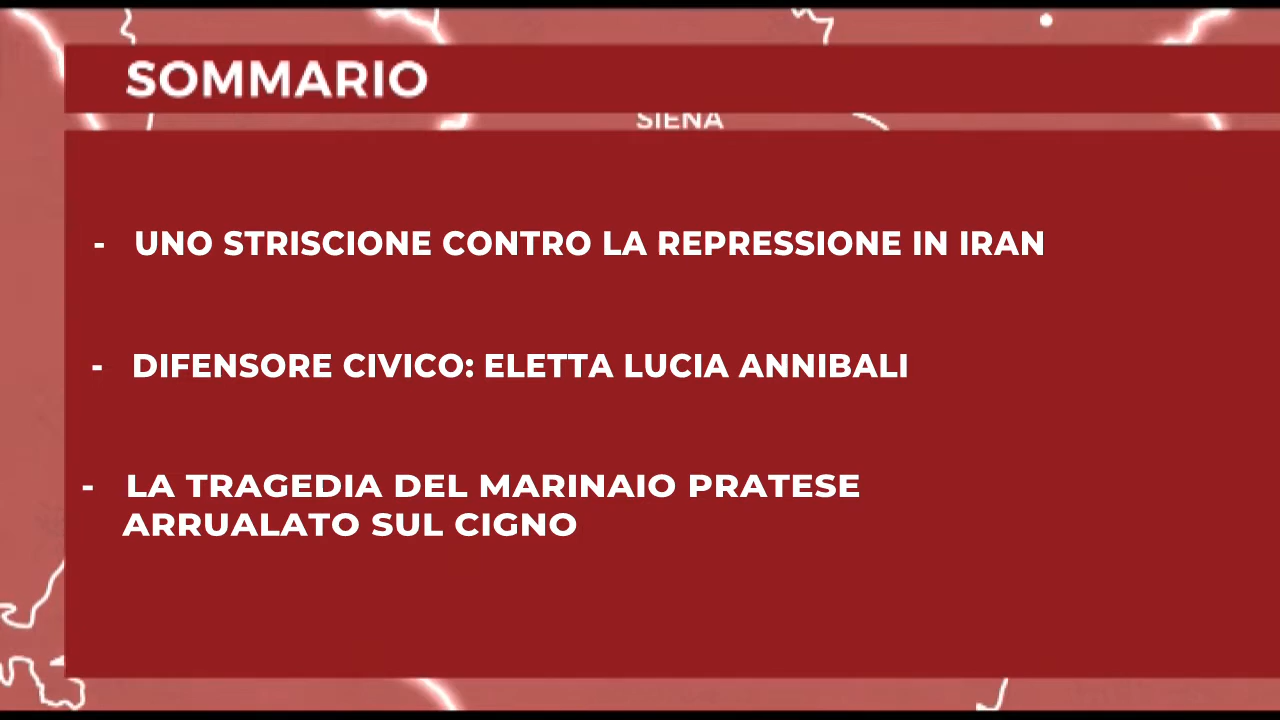 SOMMARIO
SIENA
- UNO STRISCIONE CONTRO LA REPRESSIONE IN IRAN
- DIFENSORE CIVICO: ELETTA LUCIA ANNIBALI
- LA TRAGEDIA DEL MARINAIO PRATESE
ARRUALATO SUL CIGNO